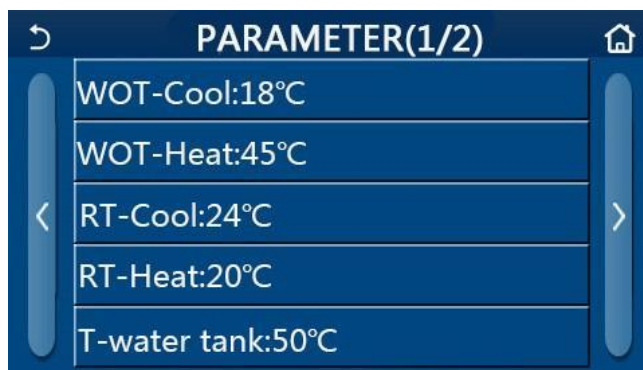 PARAMETER(1/2)
WOT-Cool:18℃
WOT-Heat:45℃
RT-Cool:24℃
RT-Heat:20℃
T-water tank:50℃